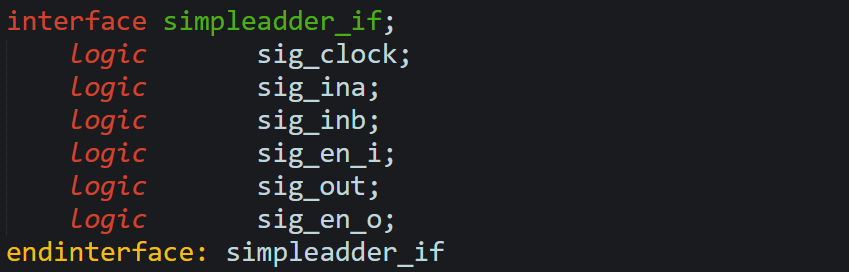 interface simpleadder_if;
    logic       sig_clock;
    logic       sig_ina;
    logic       sig_inb;
    logic       sig_en_i;
    logic       sig_out;
    logic       sig_en_o;
endinterface: simpleadder_if